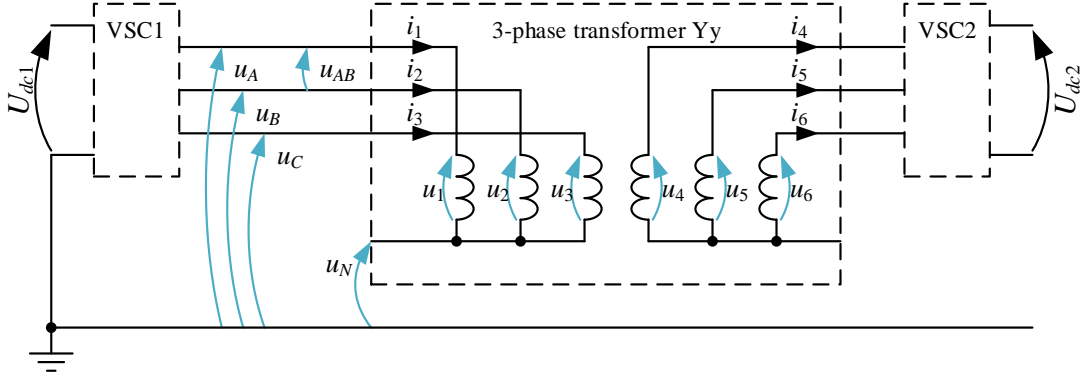 VSC1
3-phase transformer Yy
VSC2
i1
i2
i3
i4
i5
i6
Udc1
uA
uAB
uB
uC
Udc2
u1
u2
u3
u4
u5
u6
uN